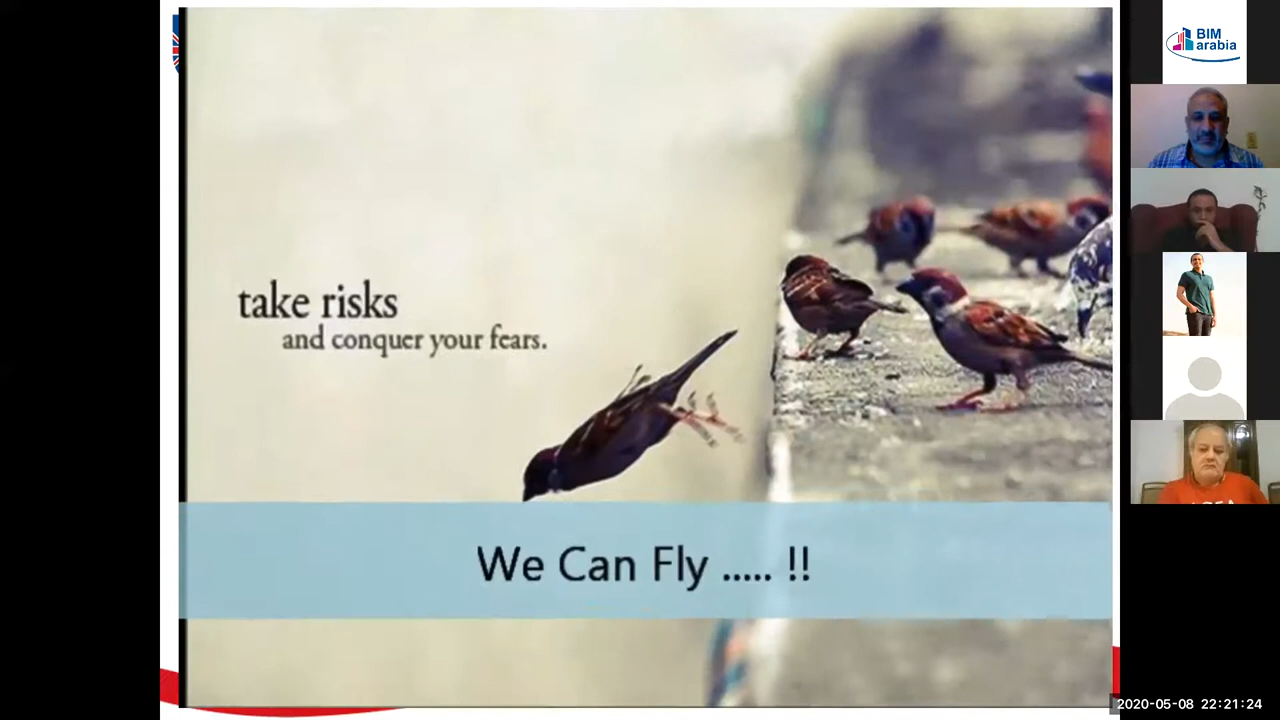 take risks
and conquer your fears.
We Can Fly ..... !!
BIM
arabia
2020-05-08 22:21:24